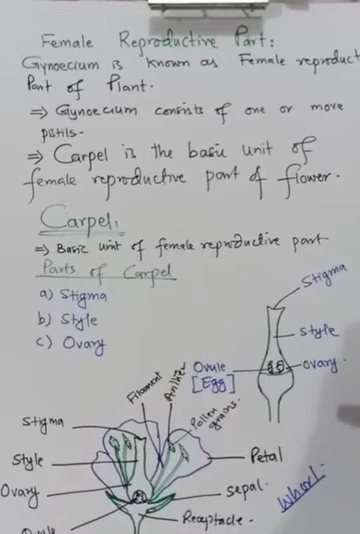 Female Reproductive Part:
Gynoecium is known as Female reproduct
Part of Plant.
⇒ Gynoecium consists of one or more
pistils-
⇒ Carpel is the basic unit of
female reproductive part of flower.
Carpel:
⇒ Basic unit of female reproductive part.
Parts of Carpel
a) Stigma
b) Style
c) Ovary
Stigma
Style
Ovule
[Egg]
Ovary.
Filament
Anther
Pollen
grains.
Stigma
Style
Ovary
Petal
Sepal.
Receptacle.
Whorl-
Ovule